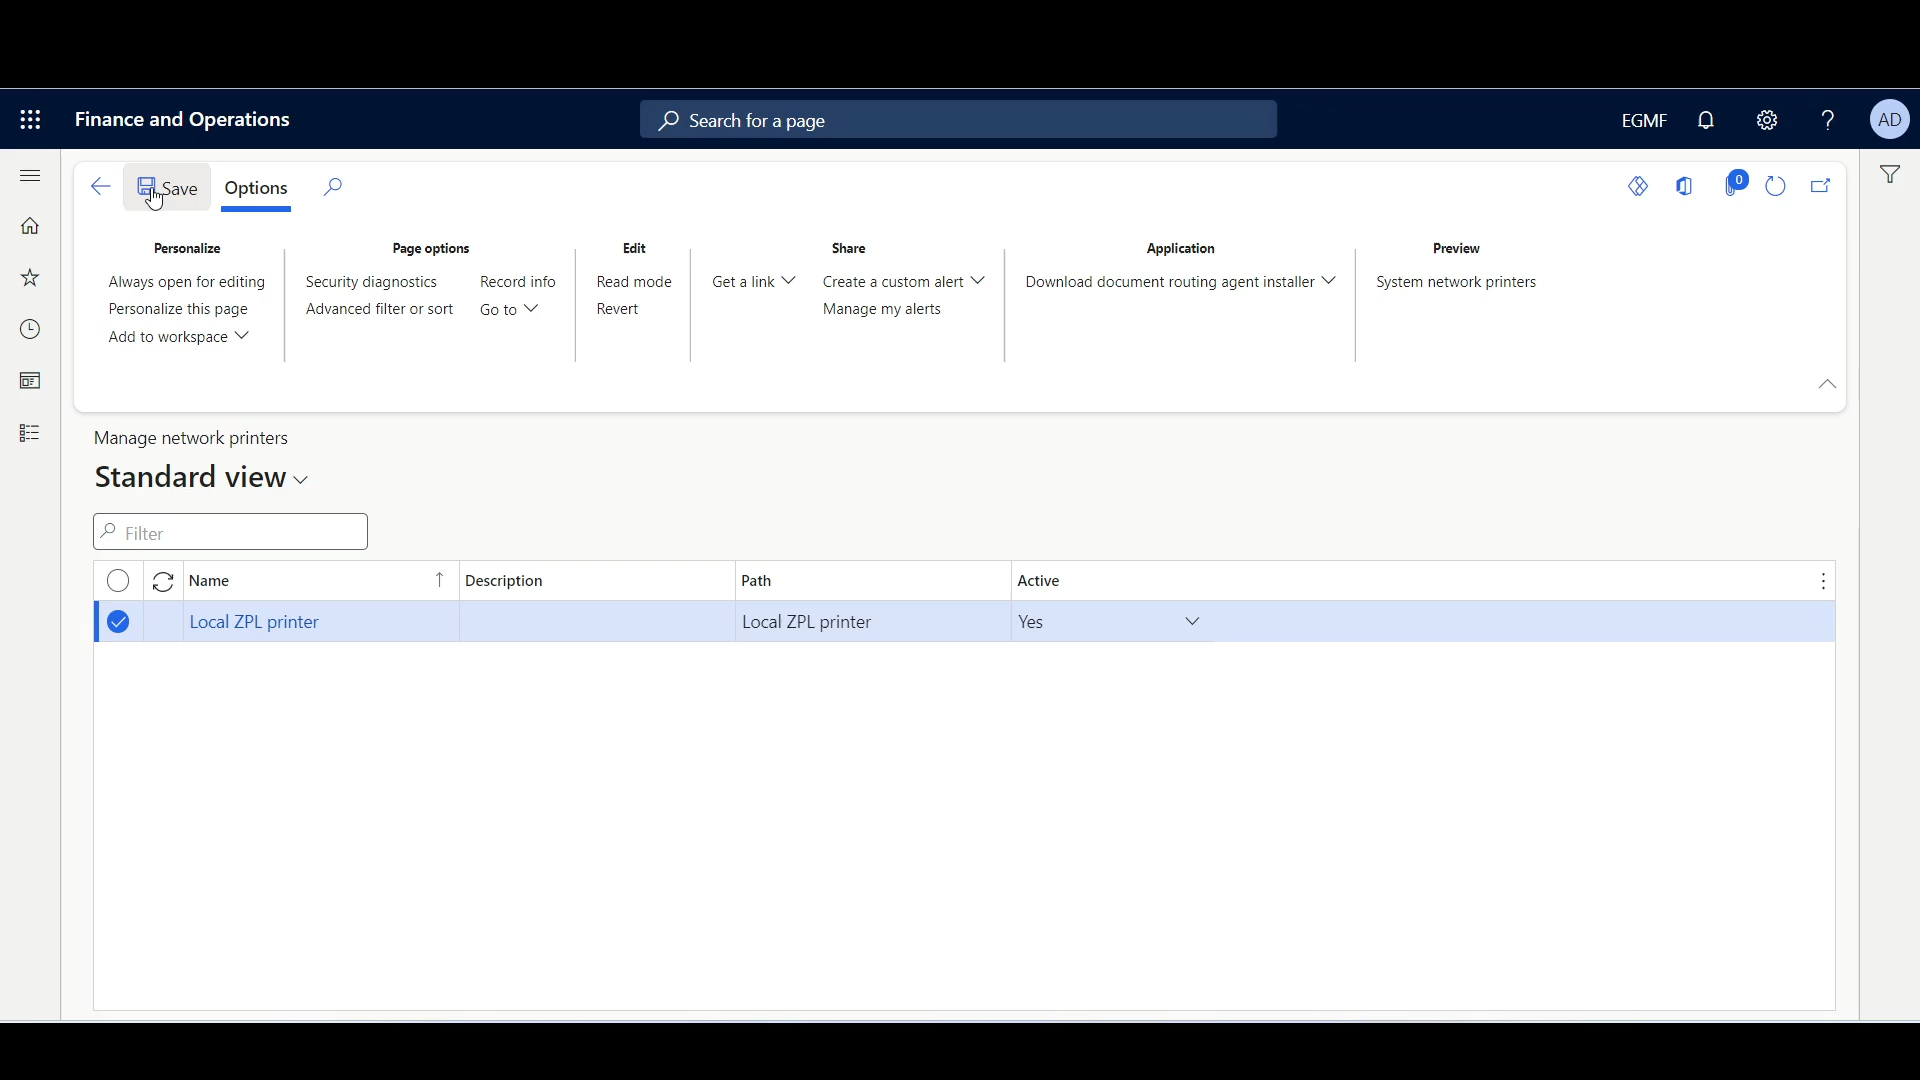 Finance and Operations
Search for a page
EGMF
?
AD
Save
Options
0
Personalize
Always open for editing
Personalize this page
Add to workspace
Page options
Security diagnostics
Record info
Advanced filter or sort
Go to
Edit
Read mode
Revert
Share
Get a link
Create a custom alert
Manage my alerts
Application
Download document routing agent installer
Preview
System network printers
Manage network printers
Standard view
Filter
Name
Description
Path
Active
Local ZPL printer
Local ZPL printer
Yes